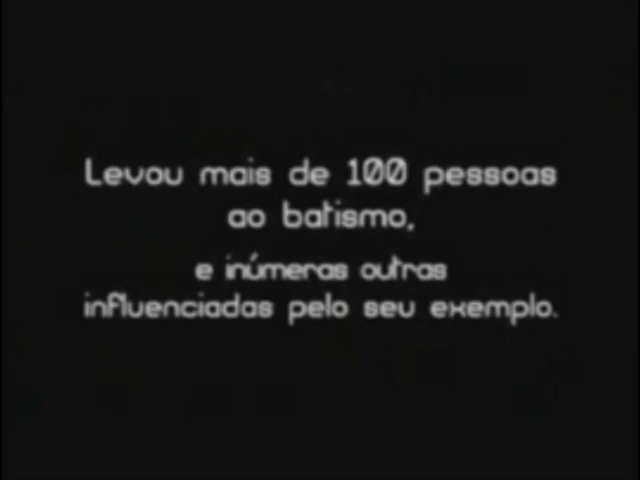 Levou mais de 100 pessoas
ao batismo,
e inúmeras outras
influenciadas pelo seu exemplo.